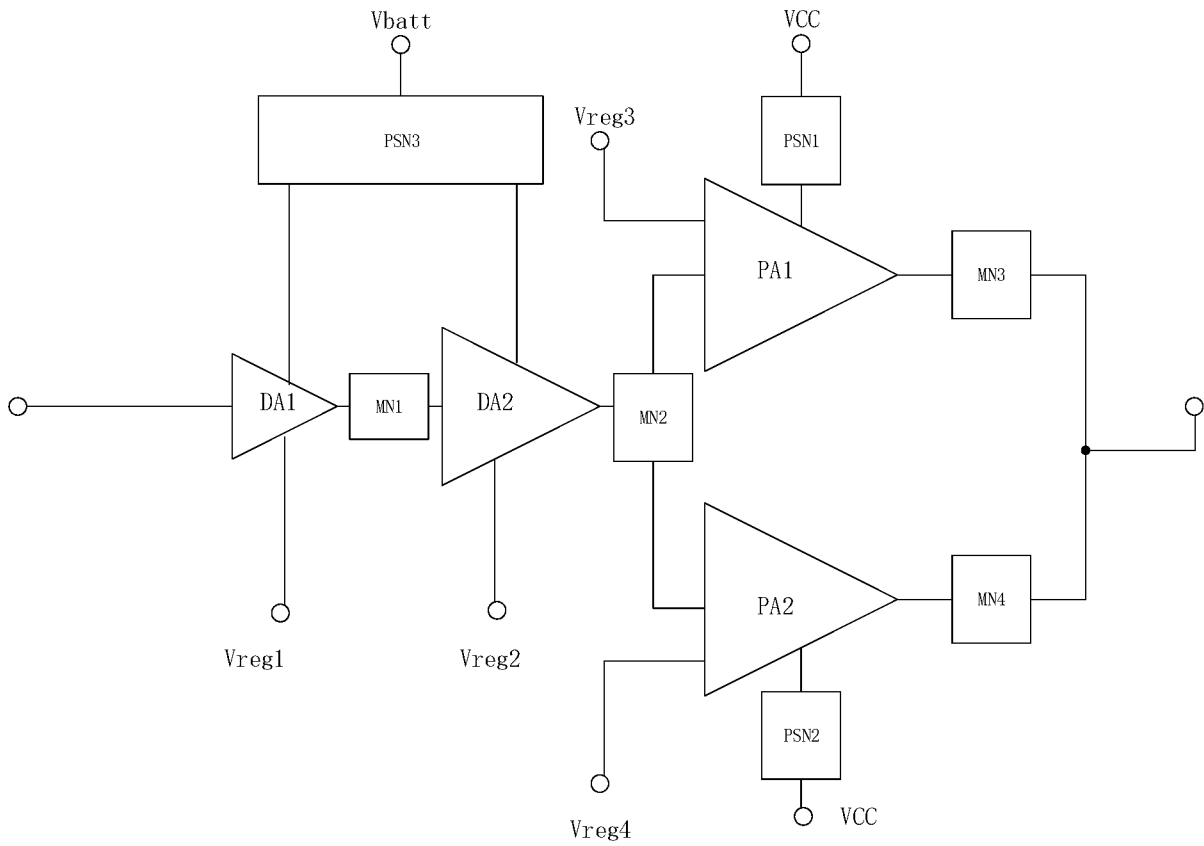 Vbatt
VCC
Vreg3
PSN3
PSN1
PA1
MN3
DA1
MN1
DA2
MN2
PA2
MN4
Vreg1
Vreg2
PSN2
Vreg4
VCC